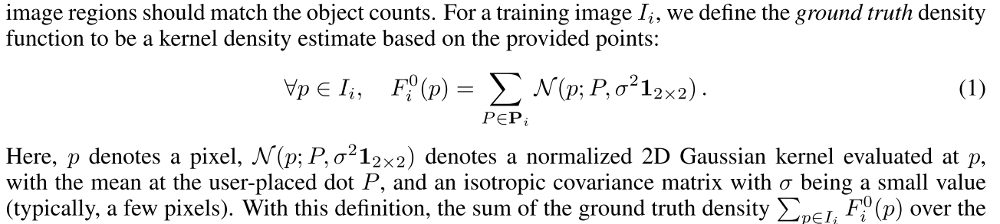 image regions should match the object counts. For a training image $I_i$, we define the ground truth density
function to be a kernel density estimate based on the provided points:
$\forall p \in I_i, \quad F_i^0(p) = \sum_{P \in \mathbf{P}_i} \mathcal{N}(p; P, \sigma^2 \mathbf{1}_{2\times 2})\,. \quad (1)$
Here, $p$ denotes a pixel, $\mathcal{N}(p; P, \sigma^2 \mathbf{1}_{2\times 2})$ denotes a normalized 2D Gaussian kernel evaluated at $p$,
with the mean at the user-placed dot $P$, and an isotropic covariance matrix with $\sigma$ being a small value
(typically, a few pixels). With this definition, the sum of the ground truth density $\sum_{p \in I_i} F_i^0(p)$ over the